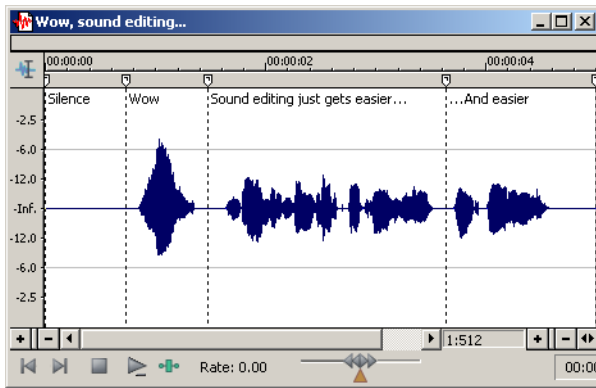 Wow, sound editing...
00:00:00 00:00:02 00:00:04
Silence Wow Sound editing just gets easier... ...And easier
-2.5
-6.0
-12.0
-Inf.
-12.0
-6.0
-2.5
1:512
Rate: 0.00